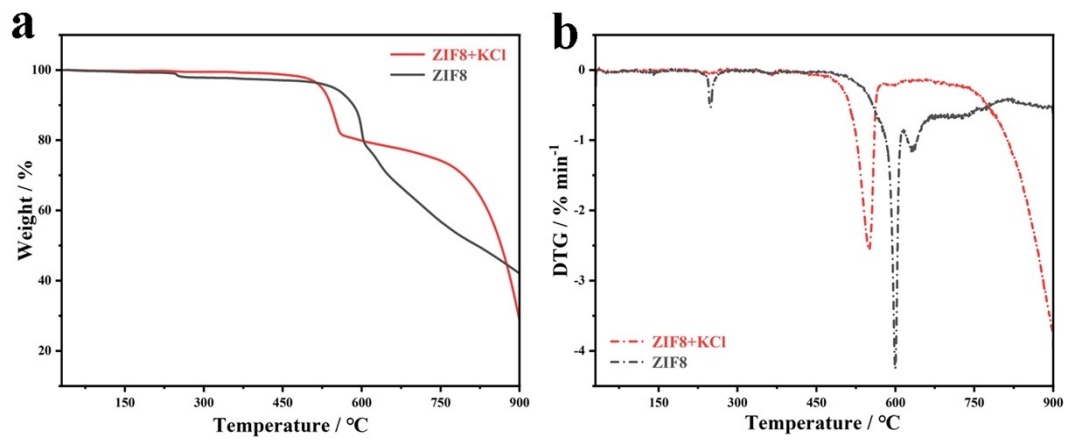 a
ZIF8+KCl
ZIF8
100
80
60
40
20
150
300
450
600
750
900
Weight / %
Temperature / °C
b
0
-1
-2
-3
-4
150
300
450
600
750
900
DTG / % min⁻¹
ZIF8+KCl
ZIF8
Temperature / °C